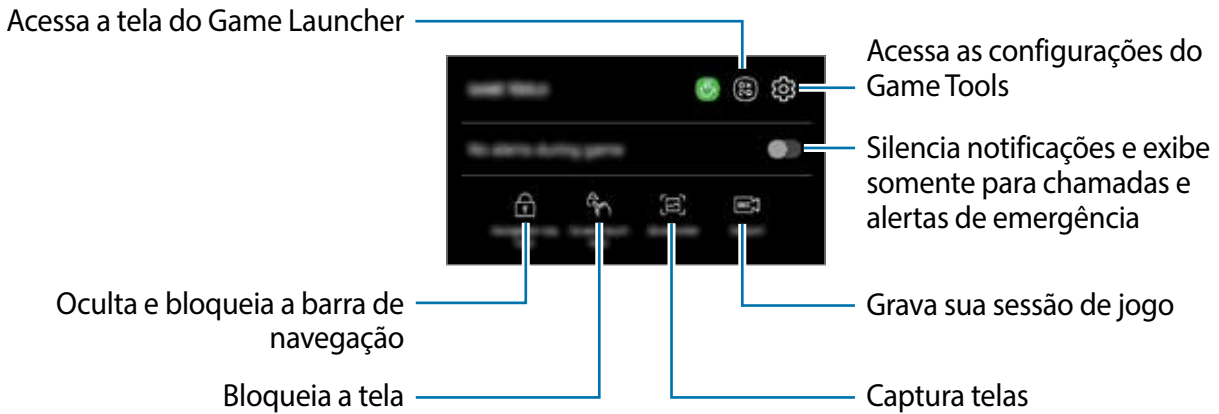 Acessa a tela do Game Launcher
Acessa as configurações do
Game Tools
Silencia notificações e exibe
somente para chamadas e
alertas de emergência
Oculta e bloqueia a barra de
navegação
Grava sua sessão de jogo
Bloqueia a tela
Captura telas